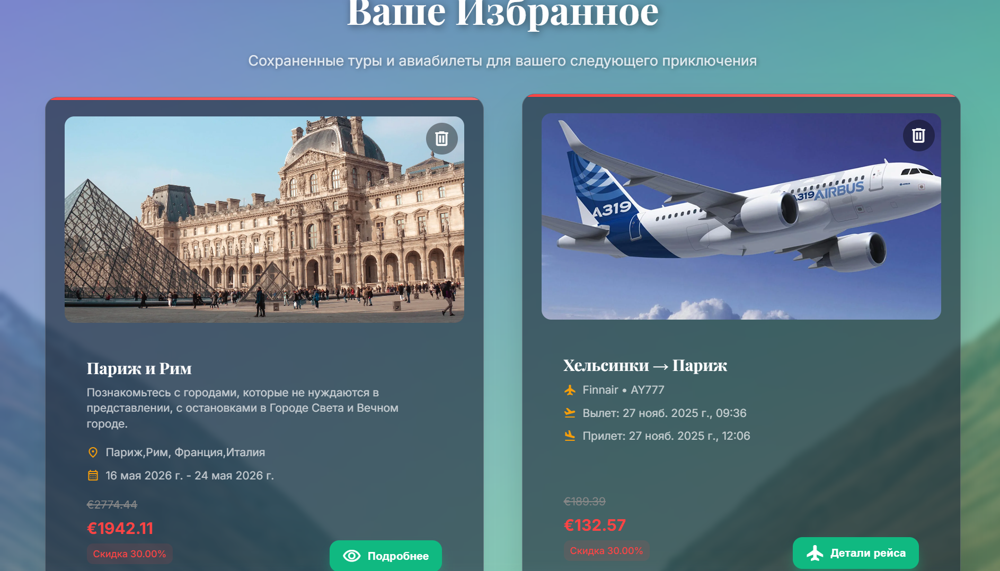 Ваше Избранное
Сохраненные туры и авиабилеты для вашего следующего приключения
Париж и Рим
Познакомьтесь с городами, которые не нуждаются в
представлении, с остановками в Городе Света и Вечном
городе.
Париж,Рим, Франция,Италия
16 мая 2026 г. - 24 мая 2026 г.
€2774.44
€1942.11
Скидка 30.00%
Подробнее
A319
A319 AIRBUS
Хельсинки → Париж
Finnair • AY777
Вылет: 27 нояб. 2025 г., 09:36
Прилет: 27 нояб. 2025 г., 12:06
€189.39
€132.57
Скидка 30.00%
Детали рейса